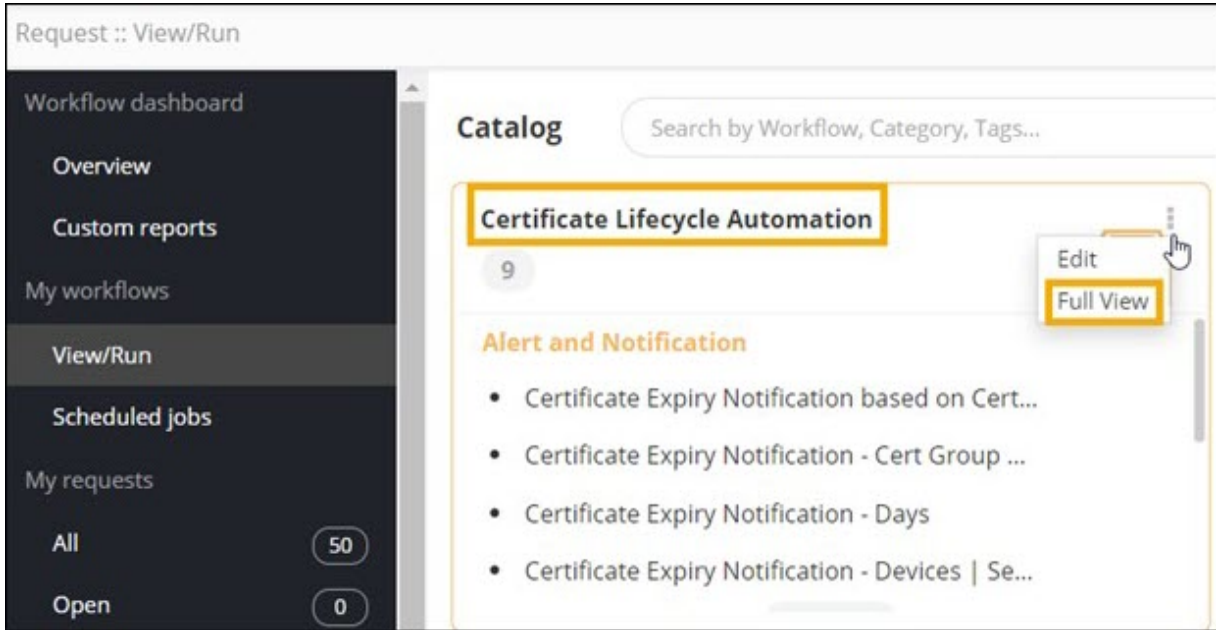 Request :: View/Run
Workflow dashboard
Overview
Custom reports
My workflows
View/Run
Scheduled jobs
My requests
All 50
Open 0
Catalog Search by Workflow, Category, Tags...
Certificate Lifecycle Automation
9
Edit
Full View
Alert and Notification
• Certificate Expiry Notification based on Cert...
• Certificate Expiry Notification - Cert Group ...
• Certificate Expiry Notification - Days
• Certificate Expiry Notification - Devices | Se...